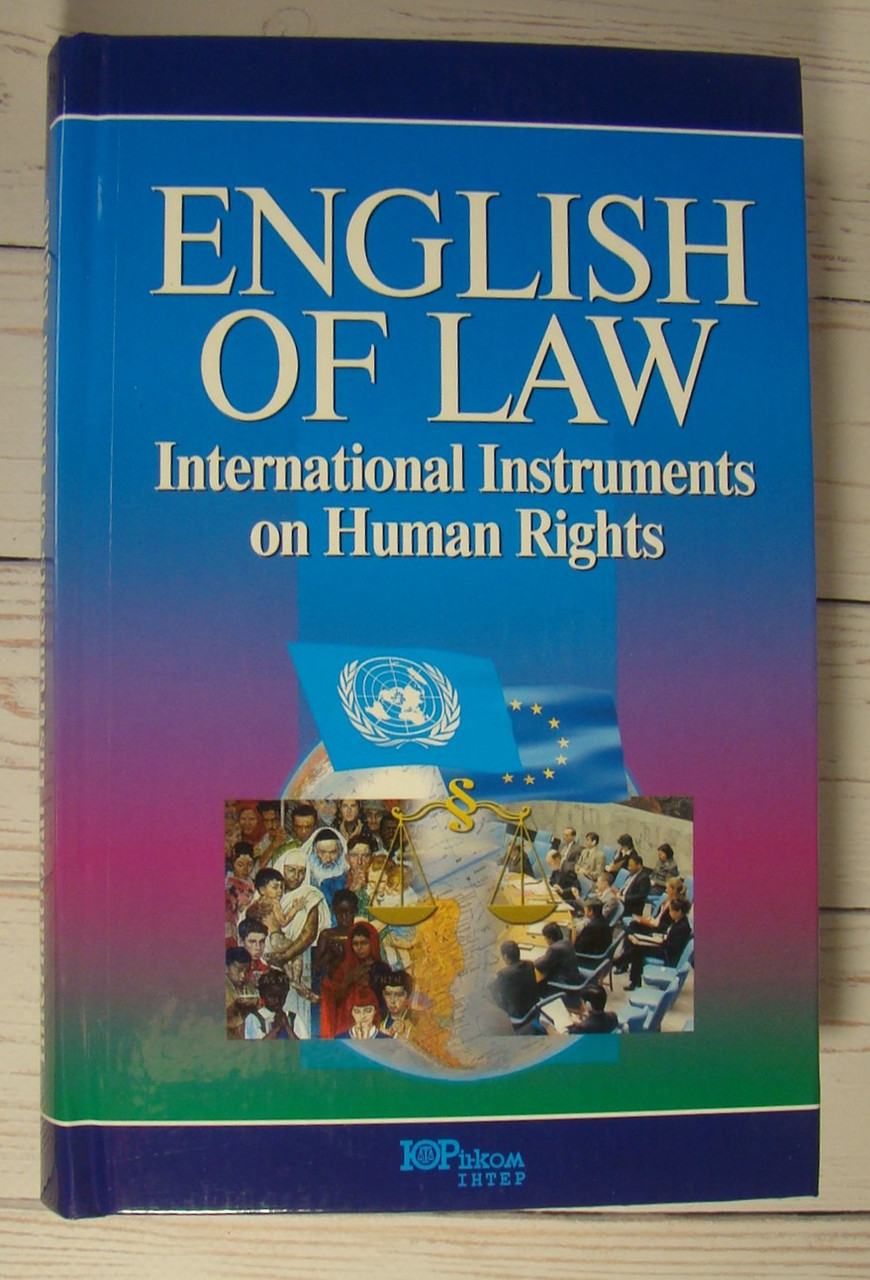 ENGLISH
OF LAW
International Instruments
on Human Rights
§
ЮРінком
ІНТЕР